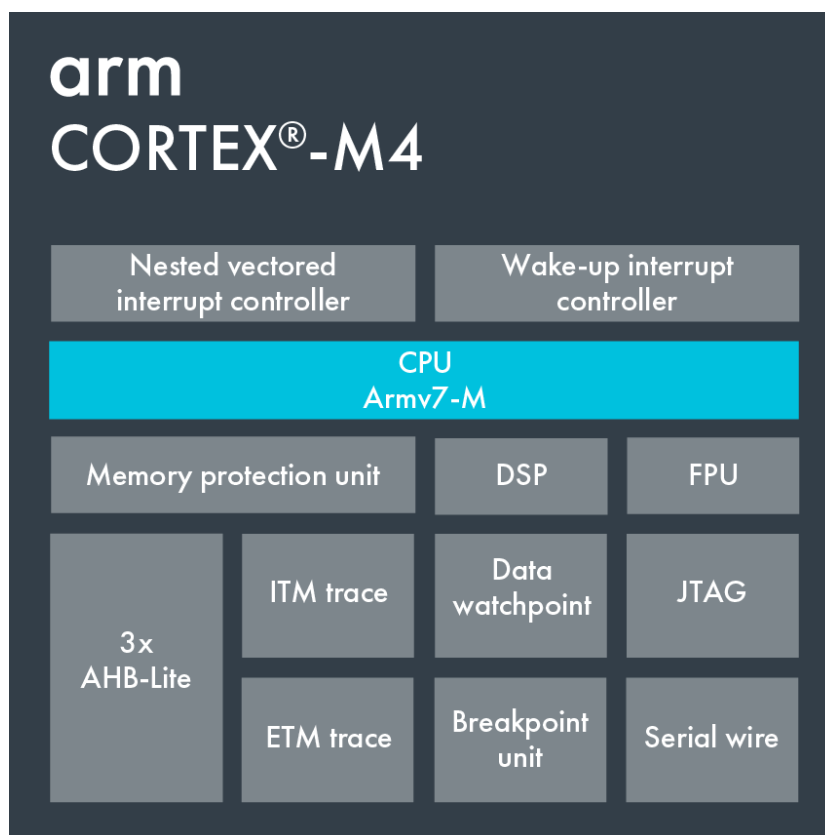 arm
CORTEX®-M4
Nested vectored
interrupt controller
Wake-up interrupt
controller
CPU
Armv7-M
Memory protection unit
DSP
FPU
3x
AHB-Lite
ITM trace
Data
watchpoint
JTAG
ETM trace
Breakpoint
unit
Serial wire